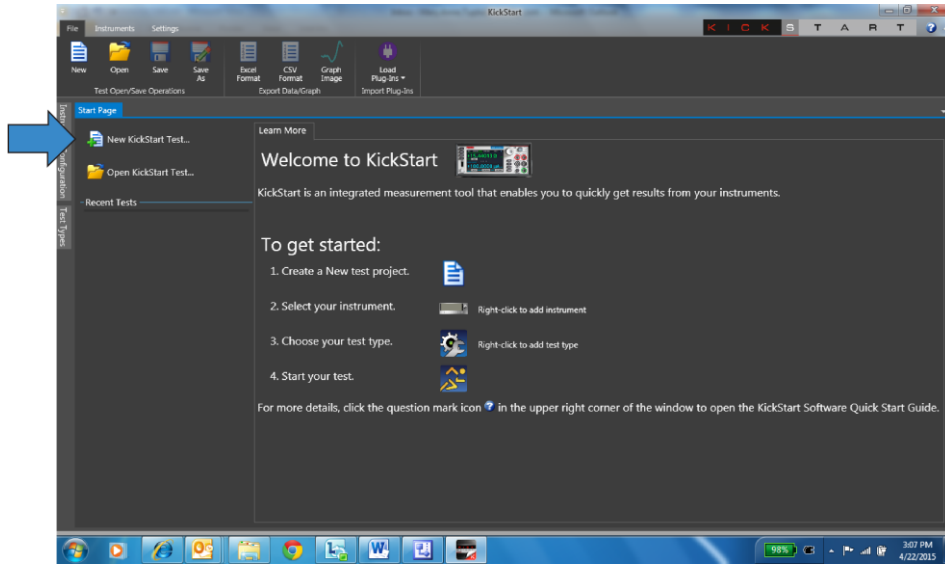 KickStart
File Instruments Settings
K I C K S T A R T
New Open Save Save As Excel Format CSV Format Graph Image Load Plug-Ins
Test Open/Save Operations Export Data/Graph Import Plug-Ins
Start Page
New KickStart Test...
Open KickStart Test...
Recent Tests
Configuration
Test Types
Learn More
Welcome to KickStart
KickStart is an integrated measurement tool that enables you to quickly get results from your instruments.
To get started:
1. Create a New test project.
2. Select your instrument. Right-click to add instrument
3. Choose your test type. Right-click to add test type
4. Start your test.
For more details, click the question mark icon in the upper right corner of the window to open the KickStart Software Quick Start Guide.
98%
3:07 PM
4/22/2015